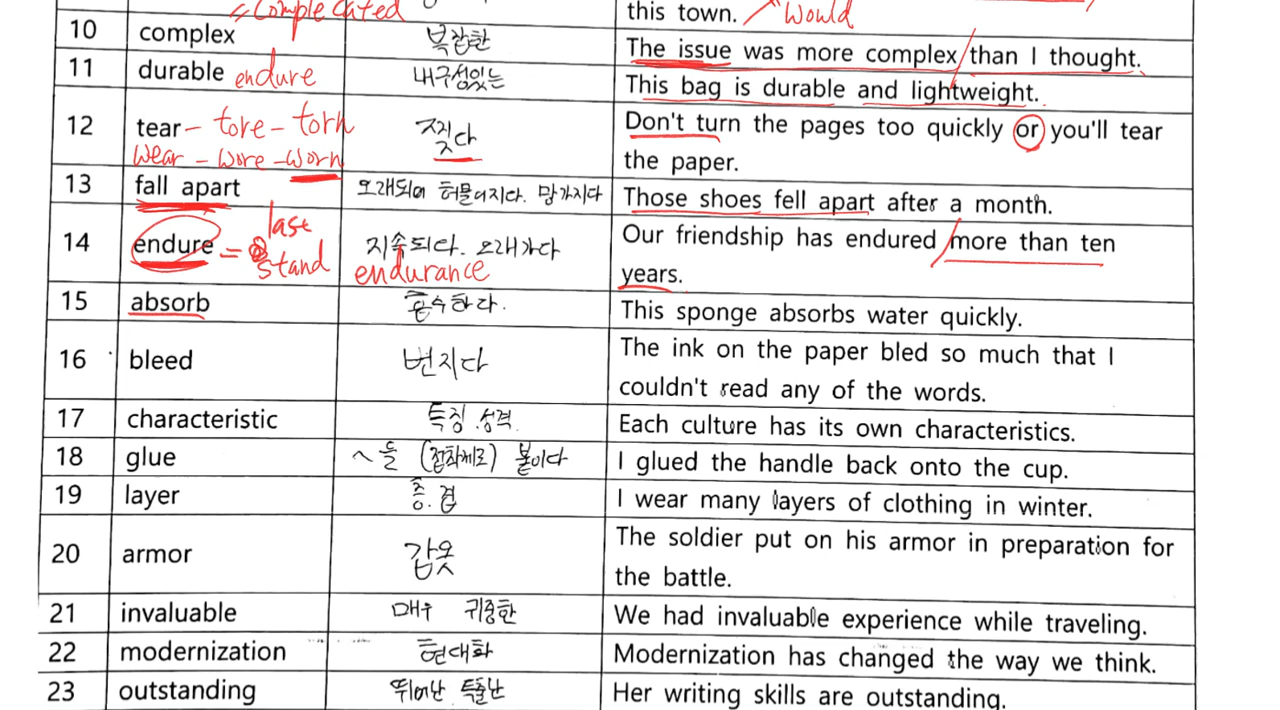 = complecated
this town. would
10 complex 복잡한 The issue was more complex / than I thought.
11 durable endure 내구성있는 This bag is durable and lightweight.
12 tear - tore - torn 찢다 Don't turn the pages too quickly or you'll tear
wear - wore - worn the paper.
13 fall apart 오래되어 허물어지다. 망가지다 Those shoes fell apart after a month.
14 endure = last 지속되다. 오래가다 Our friendship has endured / more than ten
stand endurance years.
15 absorb 흡수하다. This sponge absorbs water quickly.
16 bleed 번지다 The ink on the paper bled so much that I
couldn't read any of the words.
17 characteristic 특징. 성격. Each culture has its own characteristics.
18 glue ~을 (접착제로) 붙이다 I glued the handle back onto the cup.
19 layer 층. 겹 I wear many layers of clothing in winter.
20 armor 갑옷 The soldier put on his armor in preparation for
the battle.
21 invaluable 매우 귀중한 We had invaluable experience while traveling.
22 modernization 현대화 Modernization has changed the way we think.
23 outstanding 뛰어난 특출난 Her writing skills are outstanding.